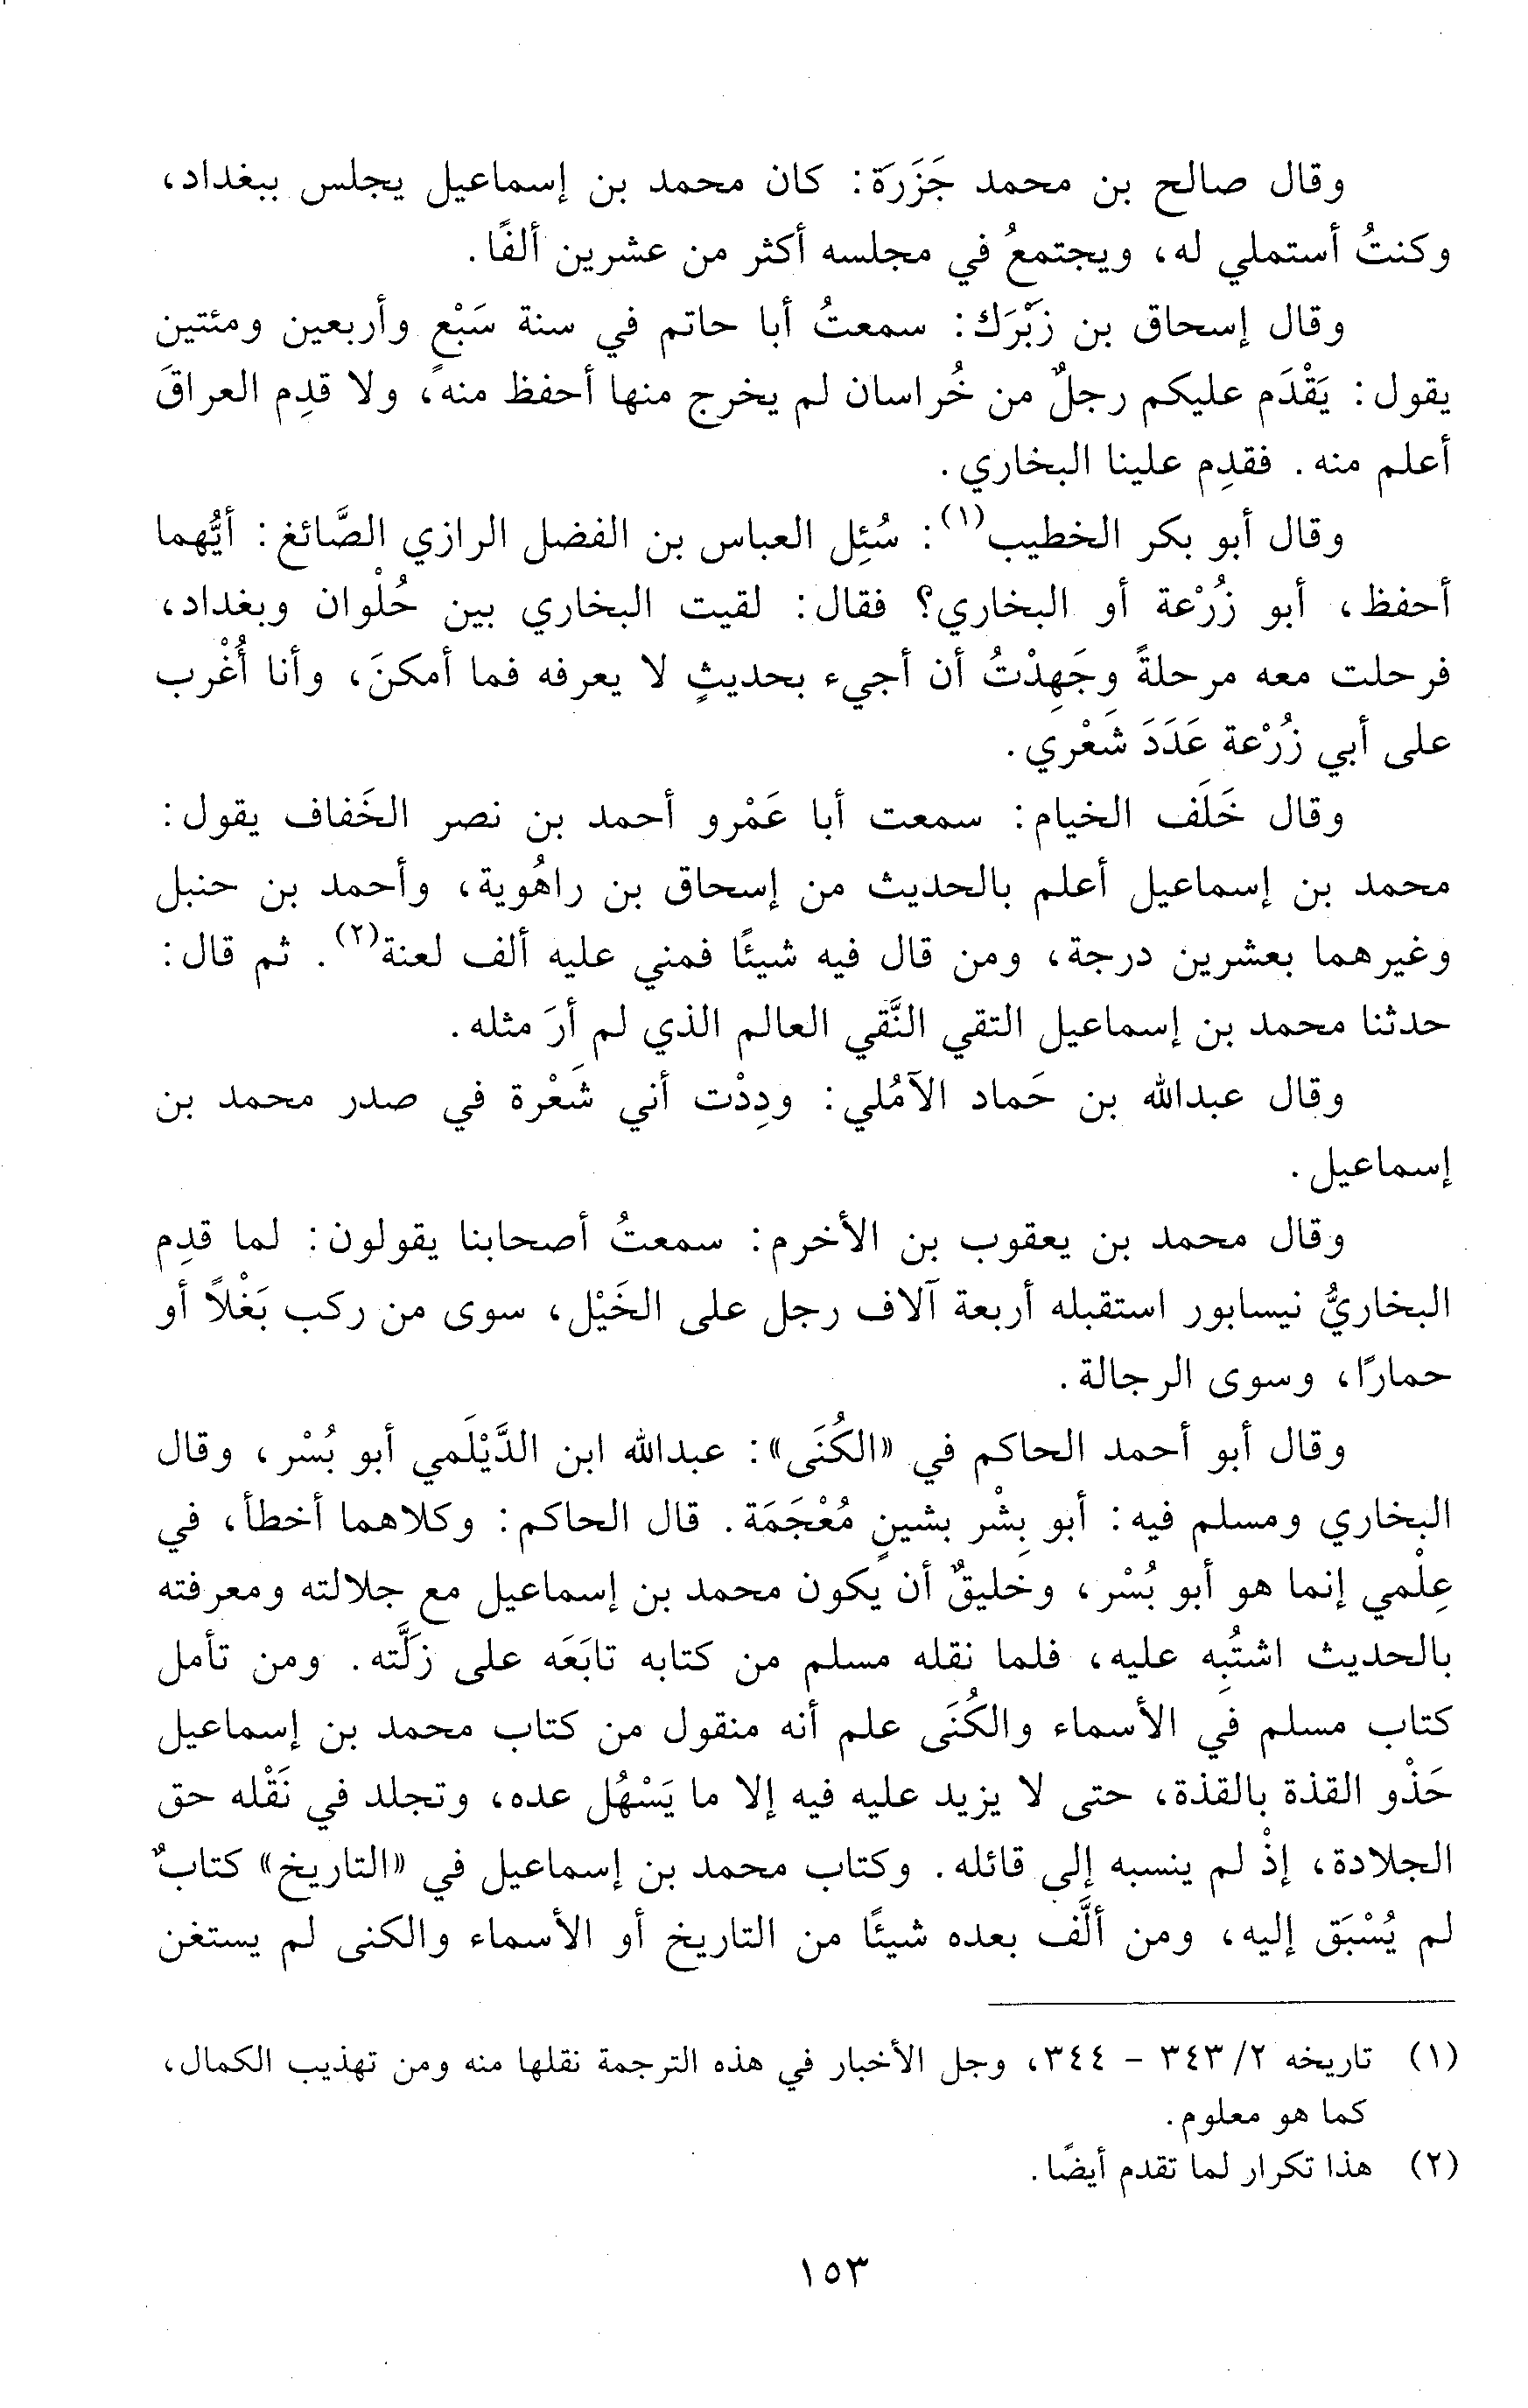 وقال صالح بن محمد جَزَرَة: كان محمد بن إسماعيل يجلس ببغداد،
وكنتُ أستملي له، ويجتمعُ في مجلسه أكثر من عشرين ألفًا.
وقال إسحاق بن زَبْرَك: سمعتُ أبا حاتم في سنة سَبْعٍ وأربعين ومئتين
يقول: يَقْدَم عليكم رجلٌ من خُراسان لم يخرج منها أحفظ منه، ولا قدِم العراقَ
أعلم منه. فقدِم علينا البخاري.
وقال أبو بكر الخطيب(١): سُئِل العباس بن الفضل الرازي الصَّائغ: أيُّهما
أحفظ، أبو زُرْعة أو البخاري؟ فقال: لقيت البخاري بين حُلْوان وبغداد،
فرحلت معه مرحلةً وجَهِدْتُ أن أجيء بحديثٍ لا يعرفه فما أمكنَ، وأنا أُغْرب
على أبي زُرْعة عَدَدَ شَعْري.
وقال خَلَف الخيام: سمعت أبا عَمْرو أحمد بن نصر الخَفاف يقول:
محمد بن إسماعيل أعلم بالحديث من إسحاق بن راهُوية، وأحمد بن حنبل
وغيرهما بعشرين درجة، ومن قال فيه شيئًا فمني عليه ألف لعنة(٢). ثم قال:
حدثنا محمد بن إسماعيل التقي النَّقي العالم الذي لم أرَ مثله.
وقال عبدالله بن حَماد الآمُلي: ودِدْت أني شَعْرة في صدر محمد بن
إسماعيل.
وقال محمد بن يعقوب بن الأخرم: سمعتُ أصحابنا يقولون: لما قدِم
البخاريُّ نيسابور استقبله أربعة آلاف رجل على الخَيْل، سوى من ركب بَغْلاً أو
حمارًا، وسوى الرجالة.
وقال أبو أحمد الحاكم في «الكُنَى»: عبدالله ابن الدَّيْلَمي أبو بُسْر، وقال
البخاري ومسلم فيه: أبو بِشْر بشينٍ مُعْجَمَة. قال الحاكم: وكلاهما أخطأ، في
عِلْمي إنما هو أبو بُسْر، وخليقٌ أن يكون محمد بن إسماعيل مع جلالته ومعرفته
بالحديث اشتُبِه عليه، فلما نقله مسلم من كتابه تابَعَه على زَلَّته. ومن تأمل
كتاب مسلم في الأسماء والكُنَى علم أنه منقول من كتاب محمد بن إسماعيل
حَذْو القذة بالقذة، حتى لا يزيد عليه فيه إلا ما يَسْهُل عده، وتجلد في نَقْله حق
الجلادة، إذْ لم ينسبه إلى قائله. وكتاب محمد بن إسماعيل في «التاريخ» كتابٌ
لم يُسْبَق إليه، ومن ألَّف بعده شيئًا من التاريخ أو الأسماء والكنى لم يستغن
(١) تاريخه ٢/ ٣٤٣ - ٣٤٤، وجل الأخبار في هذه الترجمة نقلها منه ومن تهذيب الكمال،
كما هو معلوم.
(٢) هذا تكرار لما تقدم أيضًا.
١٥٣